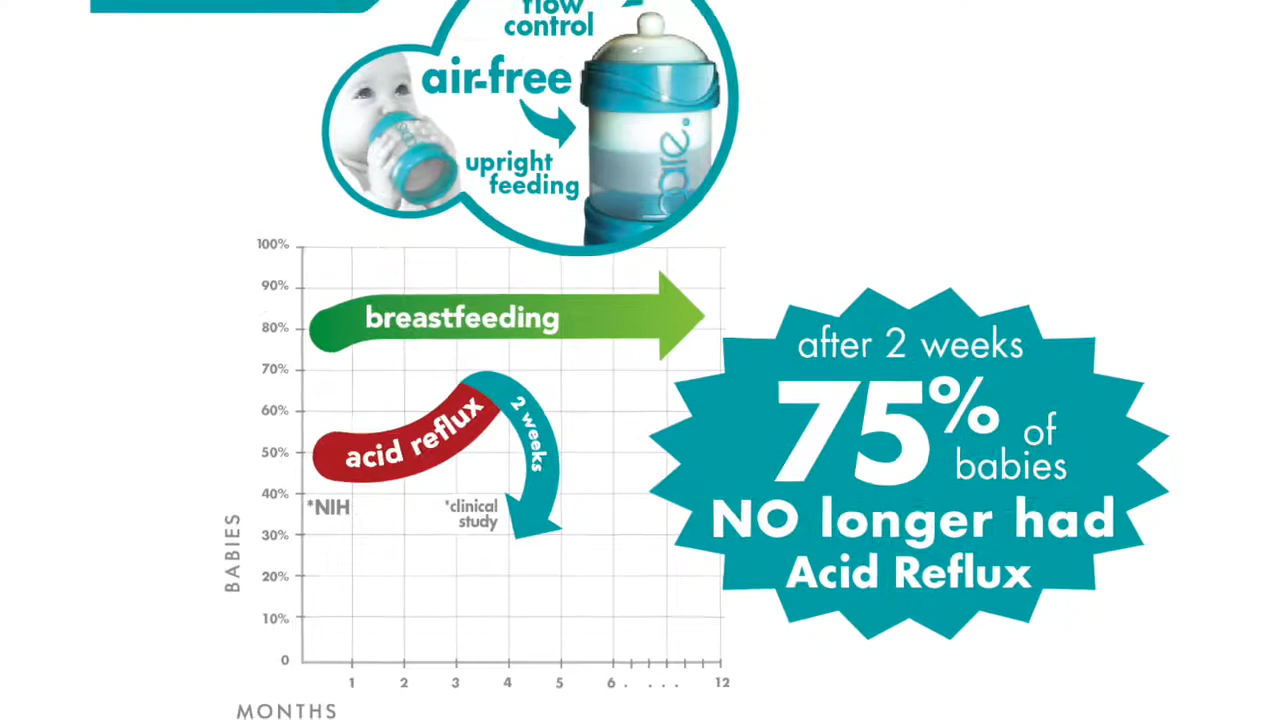 flow
control
air-free
upright
feeding
bare.
100%
90%
80%
70%
60%
50%
40%
30%
20%
10%
0
BABIES
breastfeeding
acid reflux
2 weeks
*NIH
*clinical
study
1 2 3 4 5 6 . . . . 12
MONTHS
after 2 weeks
75% of
babies
NO longer had
Acid Reflux